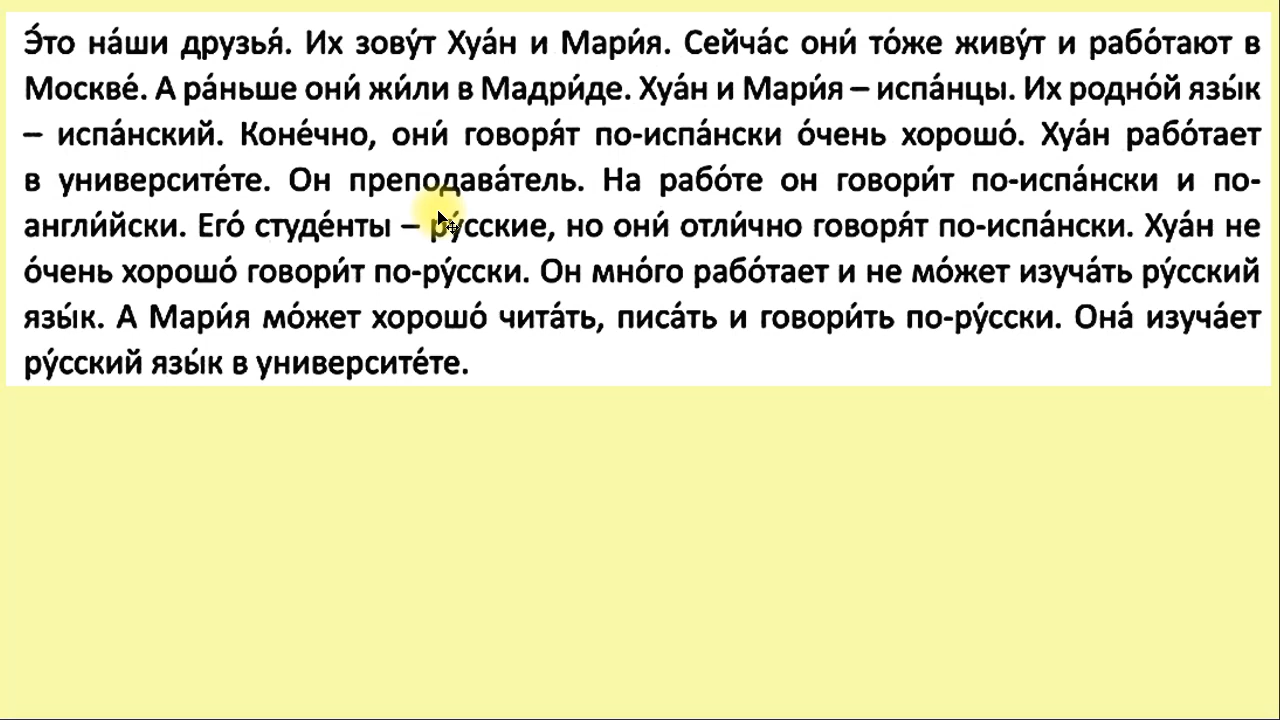 Э́то на́ши друзья́. Их зову́т Хуа́н и Мари́я. Сейча́с они́ то́же живу́т и рабо́тают в
Москве́. А ра́ньше они́ жи́ли в Мадри́де. Хуа́н и Мари́я – испа́нцы. Их родно́й язы́к
– испа́нский. Коне́чно, они́ говоря́т по-испа́нски о́чень хорошо́. Хуа́н рабо́тает
в университе́те. Он преподава́тель. На рабо́те он говори́т по-испа́нски и по-
англи́йски. Его́ студе́нты – ру́сские, но они́ отли́чно говоря́т по-испа́нски. Хуа́н не
о́чень хорошо́ говори́т по-ру́сски. Он мно́го рабо́тает и не мо́жет изуча́ть ру́сский
язы́к. А Мари́я мо́жет хорошо́ чита́ть, писа́ть и говори́ть по-ру́сски. Она́ изуча́ет
ру́сский язы́к в университе́те.